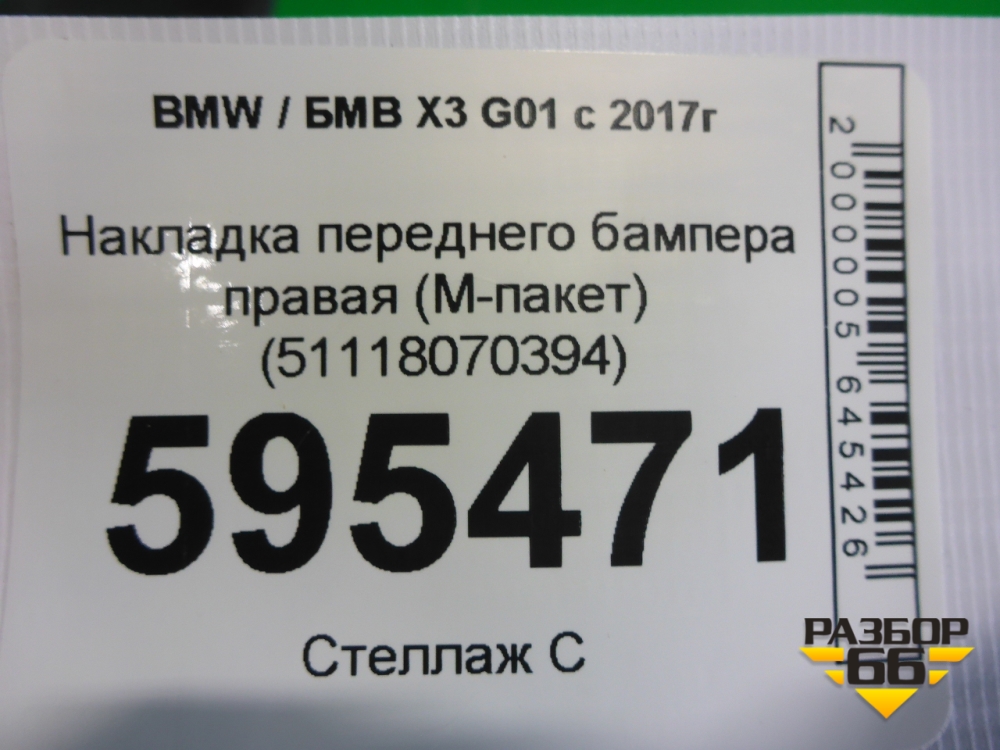 BMW / БМВ X3 G01 с 2017г
Накладка переднего бампера
правая (М-пакет)
(51118070394)
595471
Стеллаж С
2000005645426
РАЗБОР
66